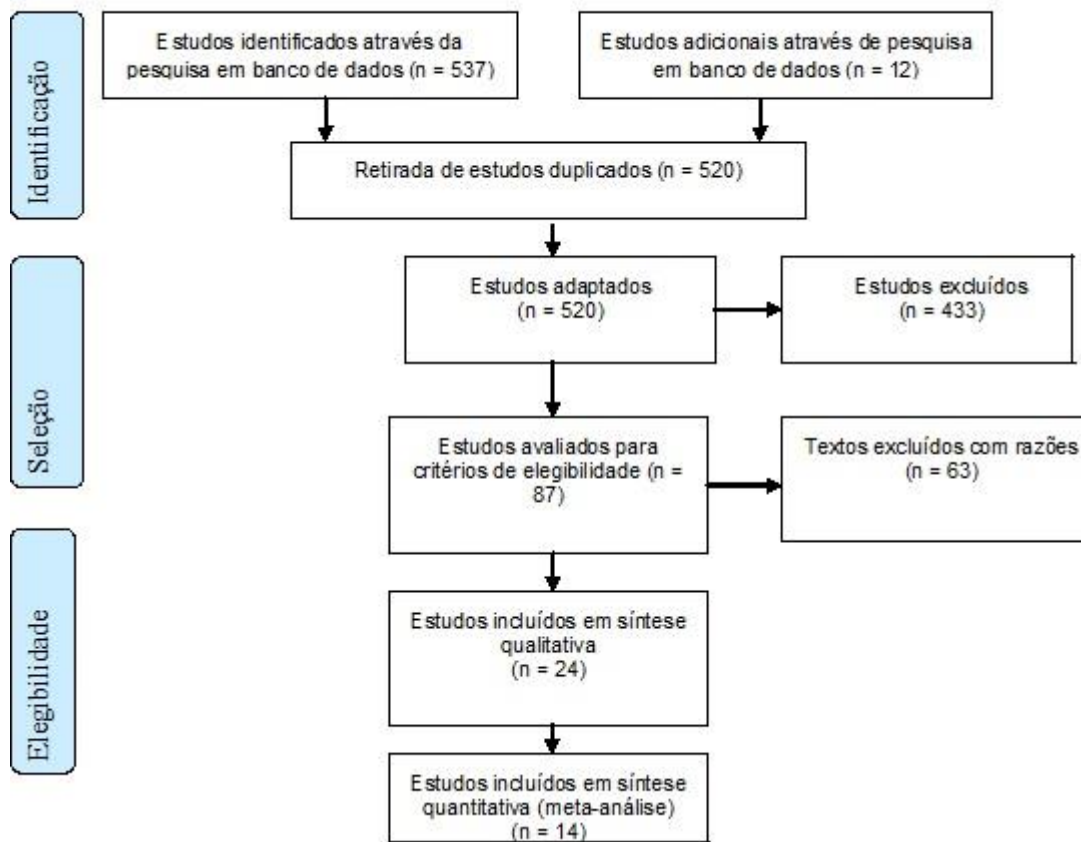 Identificação
Estudos identificados através da
pesquisa em banco de dados (n = 537)
Estudos adicionais através de pesquisa
em banco de dados (n = 12)
Retirada de estudos duplicados (n = 520)
Seleção
Estudos adaptados
(n = 520)
Estudos excluídos
(n = 433)
Estudos avaliados para
critérios de elegibilidade (n =
87)
Textos excluídos com razões
(n = 63)
Elegibilidade
Estudos incluídos em síntese
qualitativa
(n = 24)
Estudos incluídos em síntese
quantitativa (meta-análise)
(n = 14)